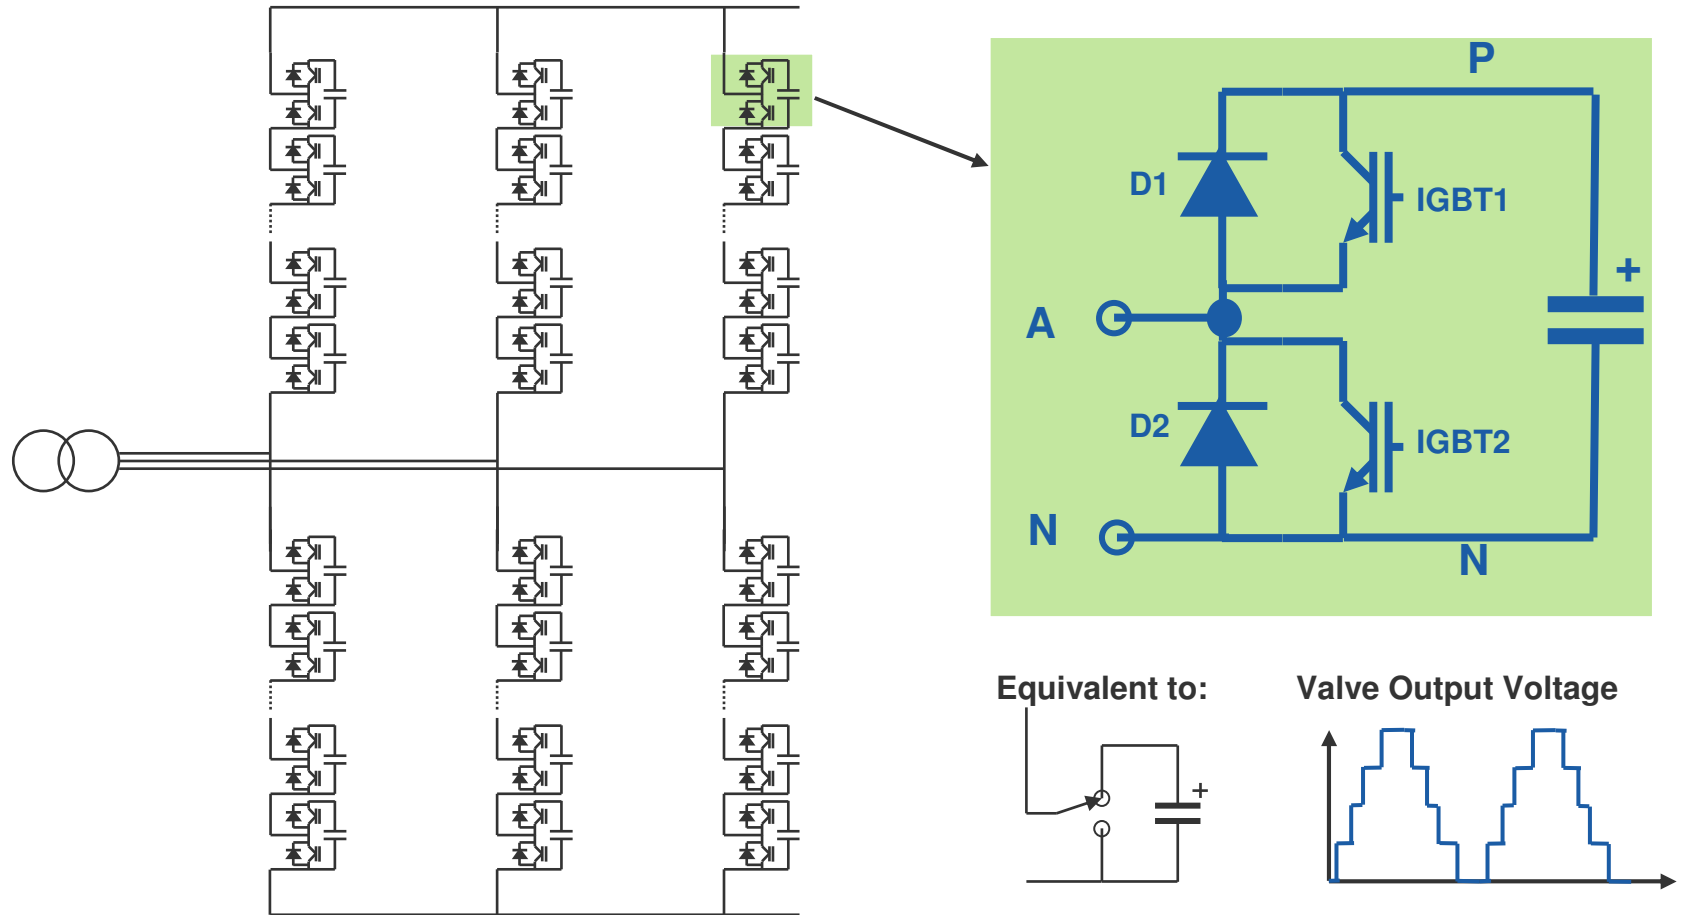 P
D1
IGBT1
+
A
D2
IGBT2
N
N
Equivalent to:
Valve Output Voltage
+